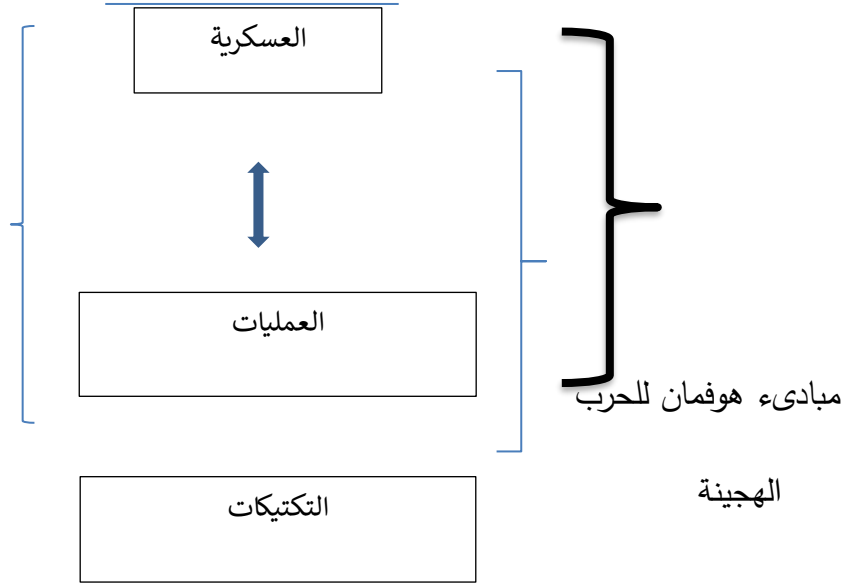 العسكرية
العمليات
مبادىء هوفمان للحرب
الهجينة
التكتيكات